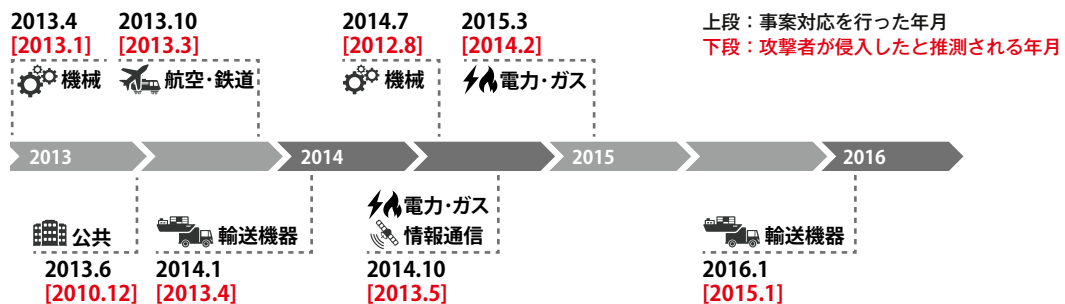 2013.4
[2013.1]
機械
2013.10
[2013.3]
航空・鉄道
2014.7
[2012.8]
機械
2015.3
[2014.2]
電力・ガス
上段：事案対応を行った年月
下段：攻撃者が侵入したと推測される年月
2013
2014
2015
2016
公共
2013.6
[2010.12]
輸送機器
2014.1
[2013.4]
電力・ガス
情報通信
2014.10
[2013.5]
輸送機器
2016.1
[2015.1]